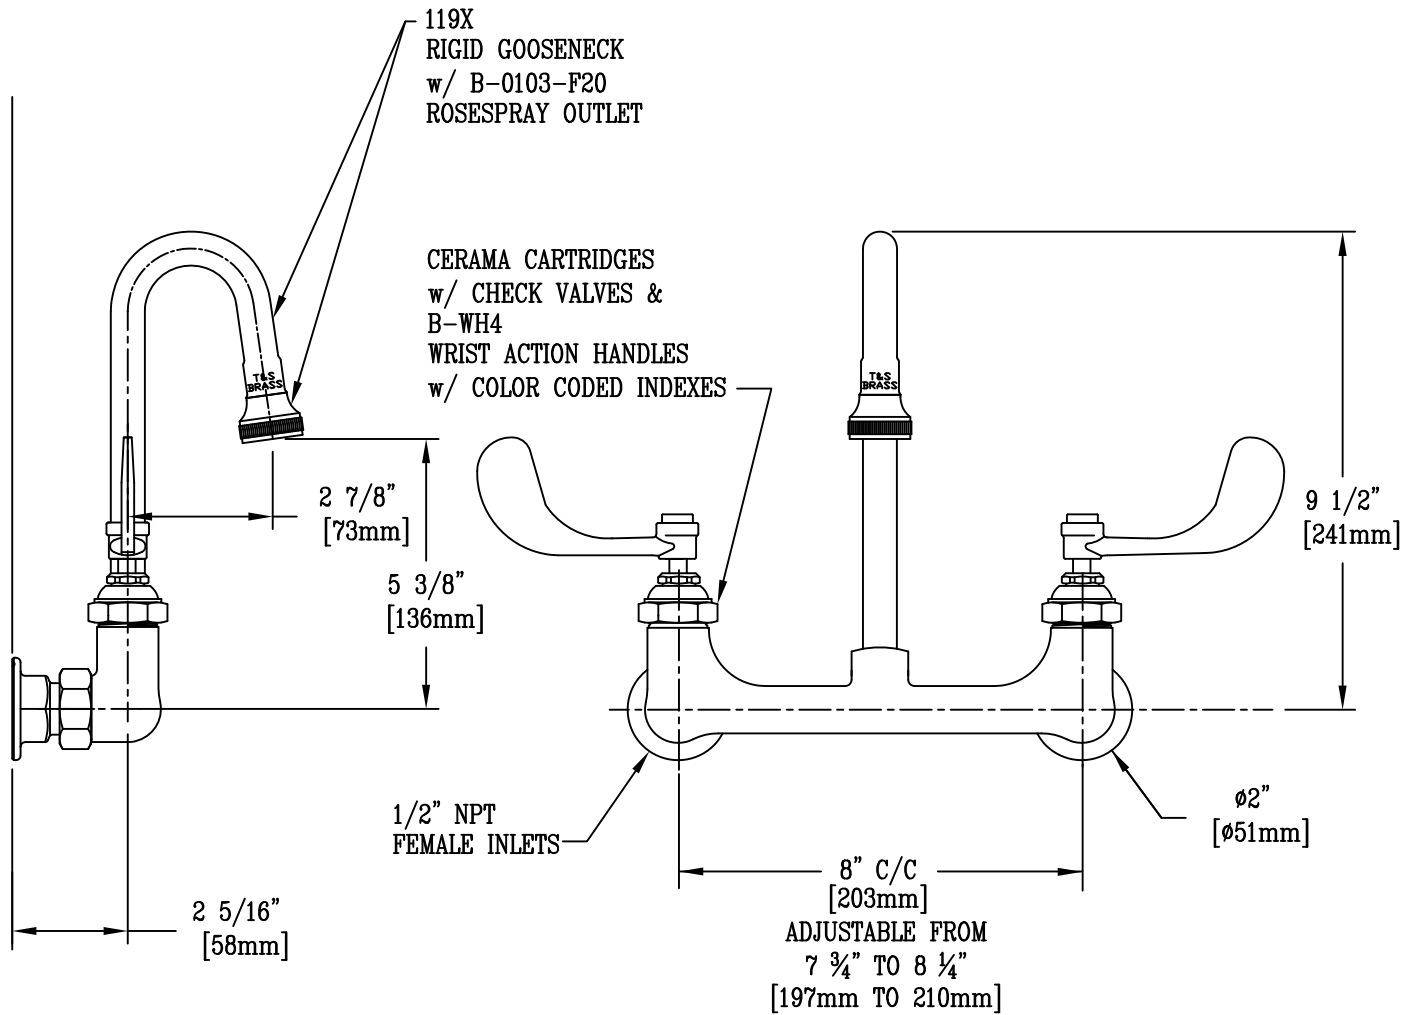 119X
RIGID GOOSENECK
w/ B-0103-F20
ROSESPRAY OUTLET
CERAMA CARTRIDGES
w/ CHECK VALVES &
B-WH4
WRIST ACTION HANDLES
w/ COLOR CODED INDEXES
T&S
BRASS
T&S
BRASS
2 7/8"
[73mm]
5 3/8"
[136mm]
9 1/2"
[241mm]
1/2" NPT
FEMALE INLETS
ø2"
[ø51mm]
8" C/C
[203mm]
ADJUSTABLE FROM
7 ¾" TO 8 ¼"
[197mm TO 210mm]
2 5/16"
[58mm]